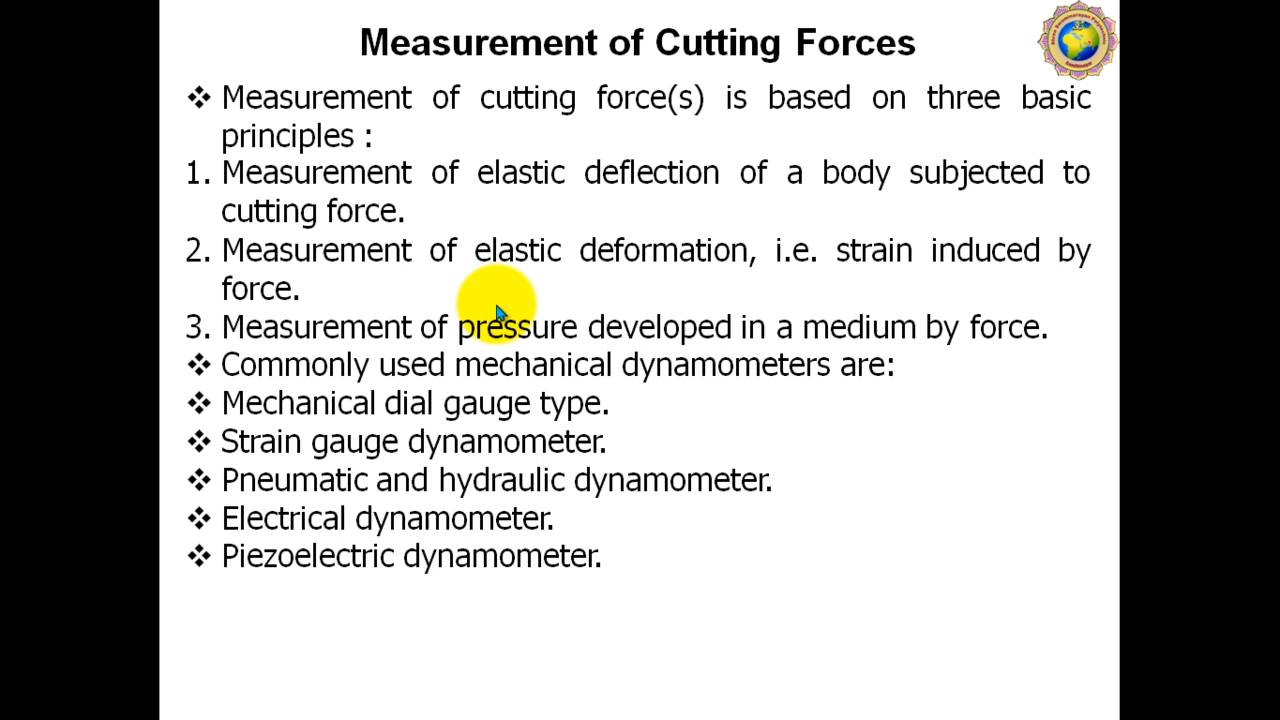 Measurement of Cutting Forces
❖ Measurement of cutting force(s) is based on three basic
principles :
1. Measurement of elastic deflection of a body subjected to
cutting force.
2. Measurement of elastic deformation, i.e. strain induced by
force.
3. Measurement of pressure developed in a medium by force.
❖ Commonly used mechanical dynamometers are:
❖ Mechanical dial gauge type.
❖ Strain gauge dynamometer.
❖ Pneumatic and hydraulic dynamometer.
❖ Electrical dynamometer.
❖ Piezoelectric dynamometer.